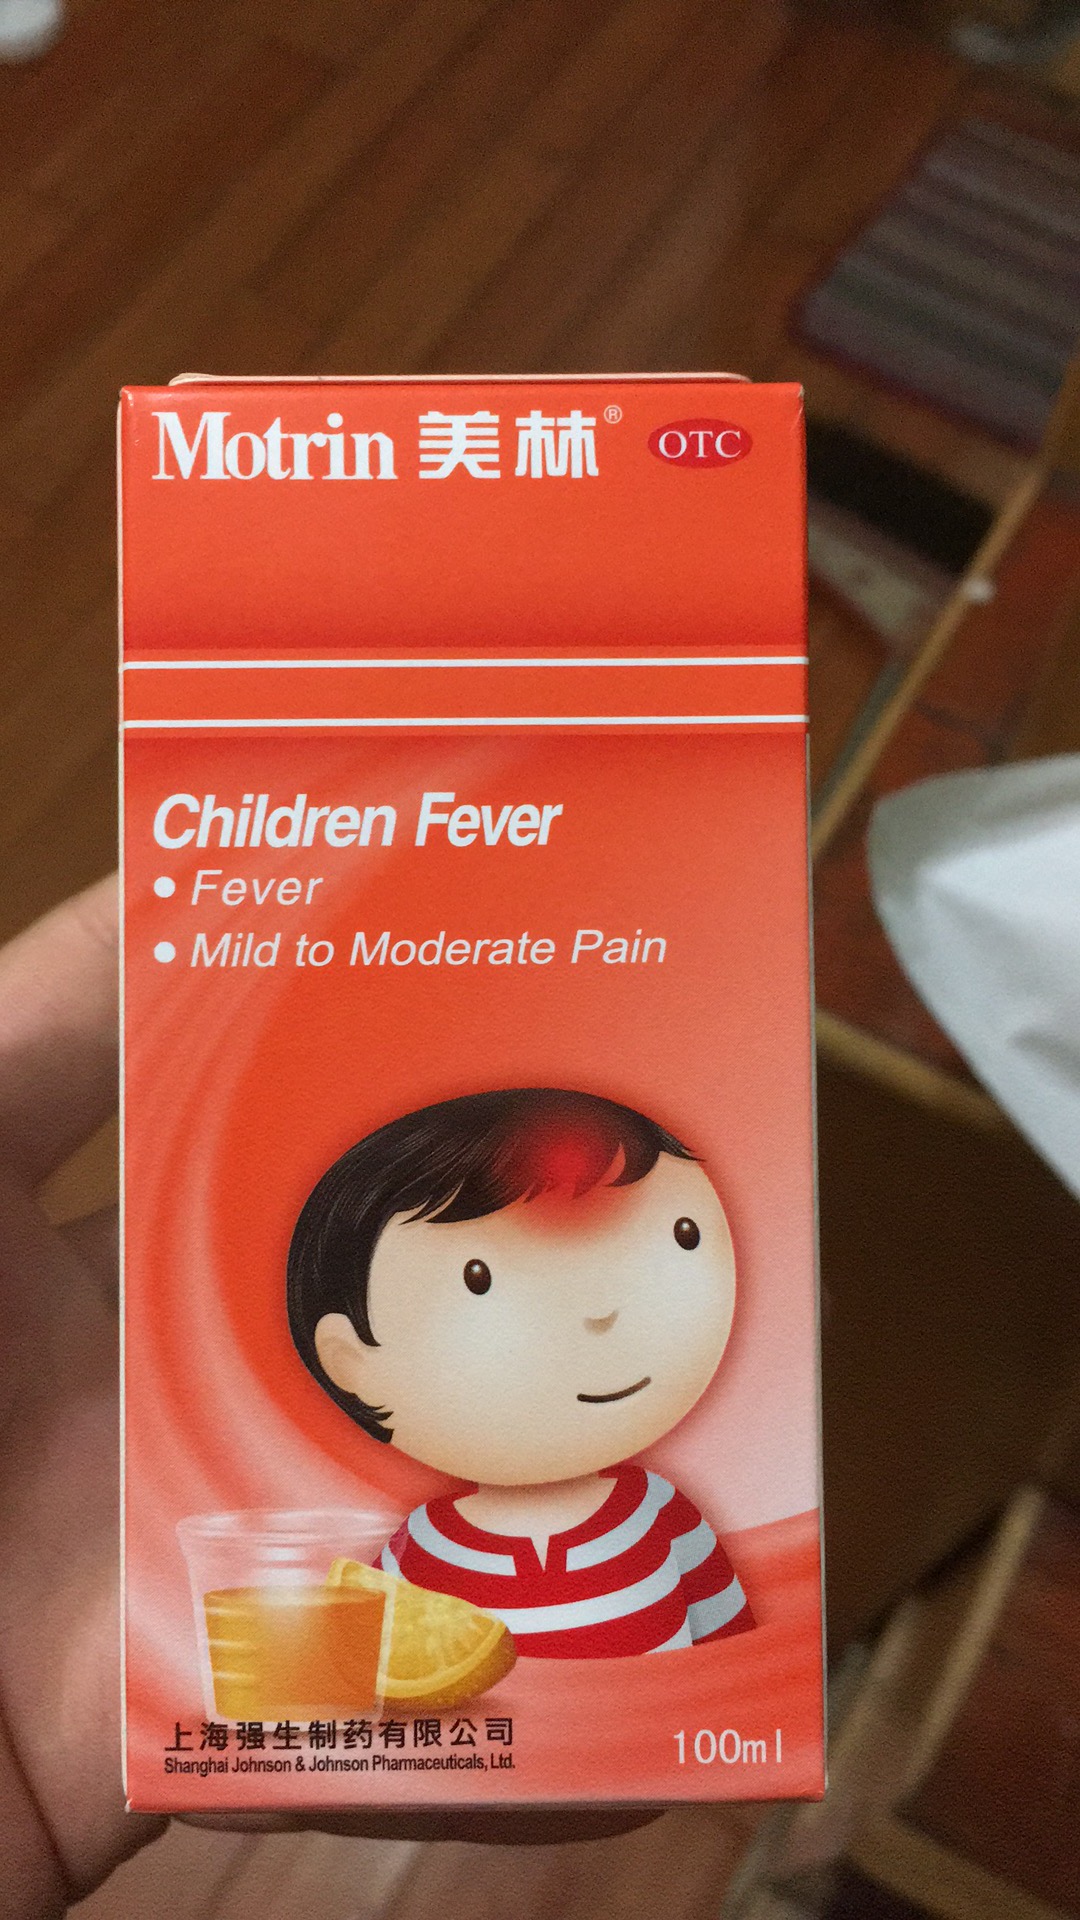 Motrin 美林® OTC
Children Fever
• Fever
• Mild to Moderate Pain
上海强生制药有限公司
Shanghai Johnson & Johnson Pharmaceuticals, Ltd.
100ml